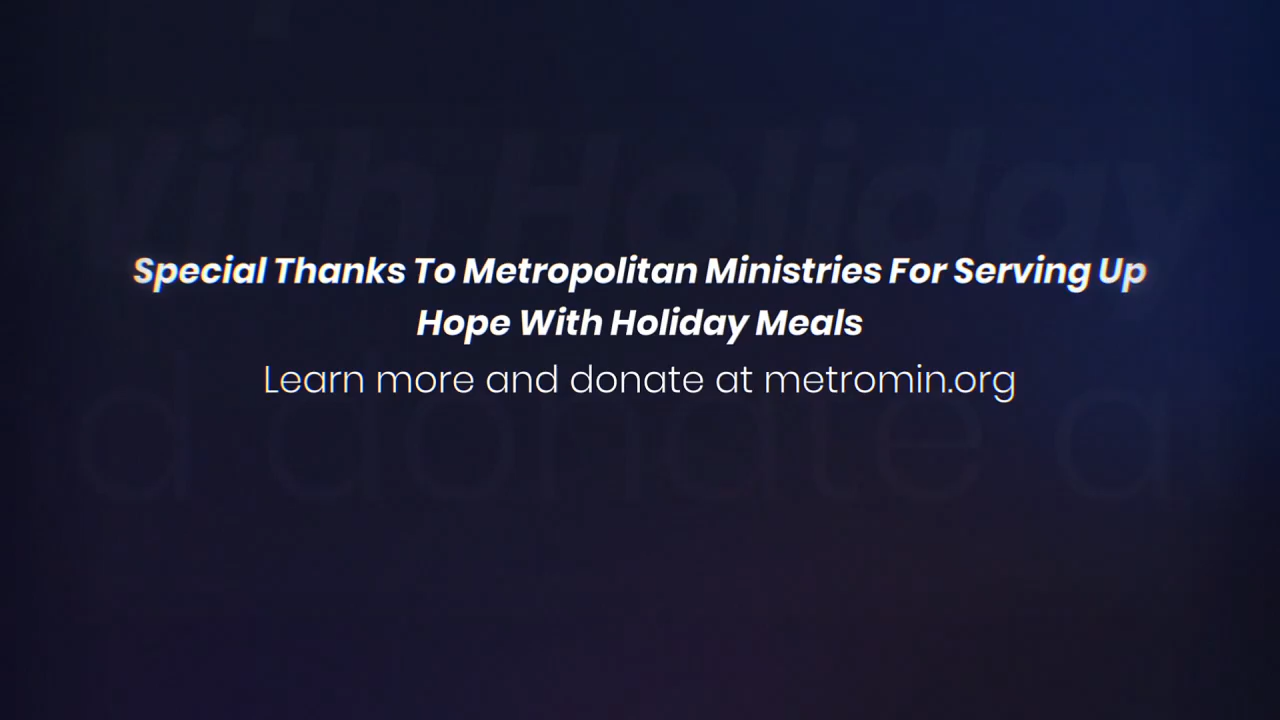 Special Thanks To Metropolitan Ministries For Serving Up
Hope With Holiday Meals
Learn more and donate at metromin.org